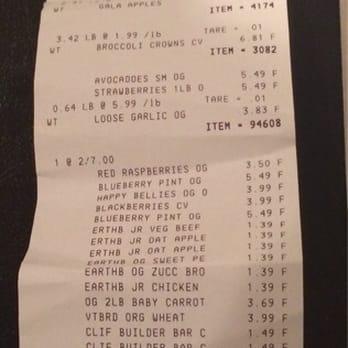 WT GALA APPLES
ITEM = 4174
3.42 LB @ 1.99 /lb TARE = .01
WT BROCCOLI CROWNS CV 6.81 F
ITEM = 3082
AVOCADOES SM OG 5.49 F
STRAWBERRIES 1LB O 5.49 F
0.64 LB @ 5.99 /lb TARE = .01
WT LOOSE GARLIC OG 3.83 F
ITEM = 94608
1 @ 2/7.00
RED RASPBERRIES OG 3.50 F
BLUEBERRY PINT OG 5.49 F
HAPPY BELLIES OG O 3.99 F
BLACKBERRIES CV 3.99 F
BLUEBERRY PINT OG 5.49 F
ERTHB JR VEG BEEF 1.39 F
ERTHB JR OAT APPLE 1.39 F
ERTHB JR OAT APPLE 1.39 F
EARTHB OG SWEET PE 1.39 F
EARTHB OG ZUCC BRO 1.39 F
EARTHB JR CHICKEN 1.39 F
OG 2LB BABY CARROT 3.69 F
VTBRD ORG WHEAT 3.99 F
CLIF BUILDER BAR C 1.49 F
CLIF BUILDER BAR C 1.49 F